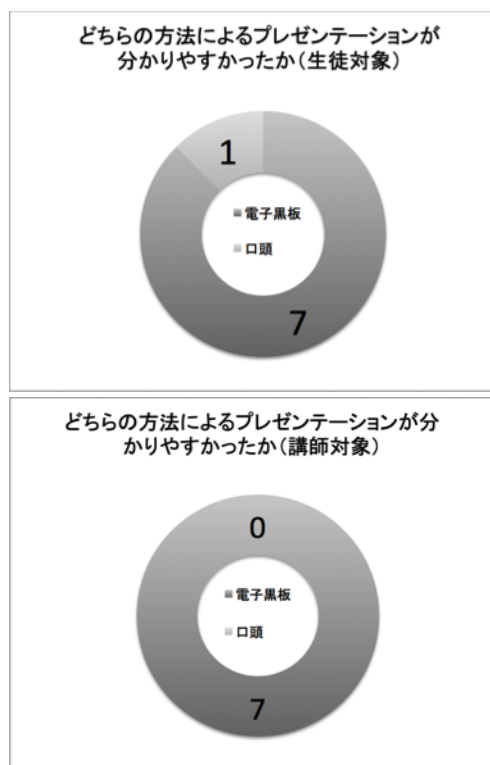 どちらの方法によるプレゼンテーションが
分かりやすかったか(生徒対象)
1
電子黒板
口頭
7
どちらの方法によるプレゼンテーションが分
かりやすかったか(講師対象)
0
電子黒板
口頭
7